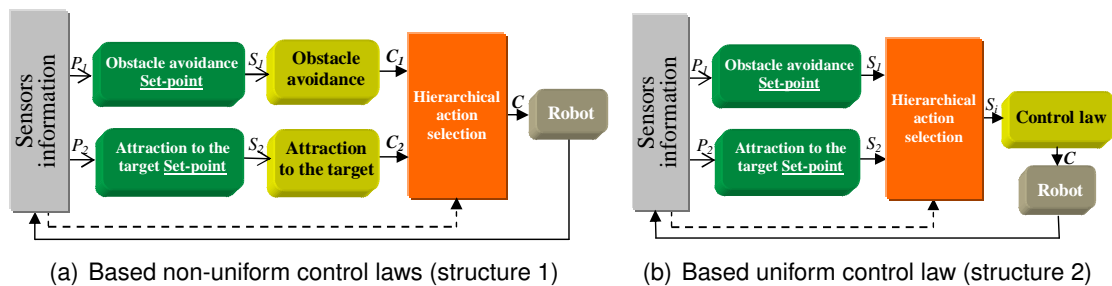 Sensors
information
P1
Obstacle avoidance
Set-point
S1
Obstacle
avoidance
C1
P2
Attraction to the
target Set-point
S2
Attraction
to the target
C2
Hierarchical
action
selection
C
Robot
(a) Based non-uniform control laws (structure 1)
Sensors
information
P1
Obstacle avoidance
Set-point
S1
P2
Attraction to the
target Set-point
S2
Hierarchical
action
selection
Si
Control law
C
Robot
(b) Based uniform control law (structure 2)